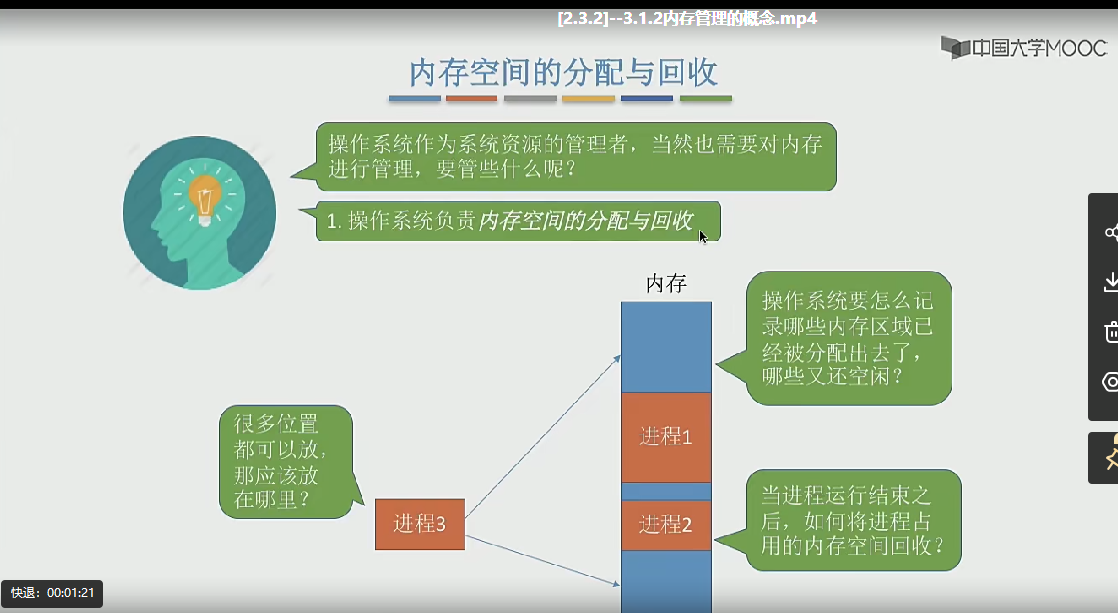 [2.3.2]--3.1.2内存管理的概念.mp4
中国大学MOOC
内存空间的分配与回收
操作系统作为系统资源的管理者，当然也需要对内存
进行管理，要管些什么呢？
1. 操作系统负责内存空间的分配与回收
内存
操作系统要怎么记
录哪些内存区域已
经被分配出去了，
哪些又还空闲？
很多位置
都可以放，
那应该放
在哪里？
进程1
进程3
进程2
当进程运行结束之
后，如何将进程占
用的内存空间回收？
快退：00:01:21